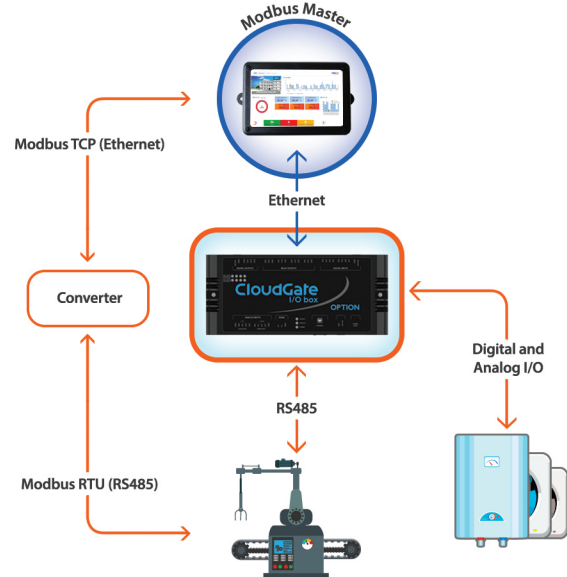 Modbus Master
Modbus TCP (Ethernet)
Ethernet
CloudGate
I/O box
OPTION
Converter
Digital and
Analog I/O
RS485
Modbus RTU (RS485)